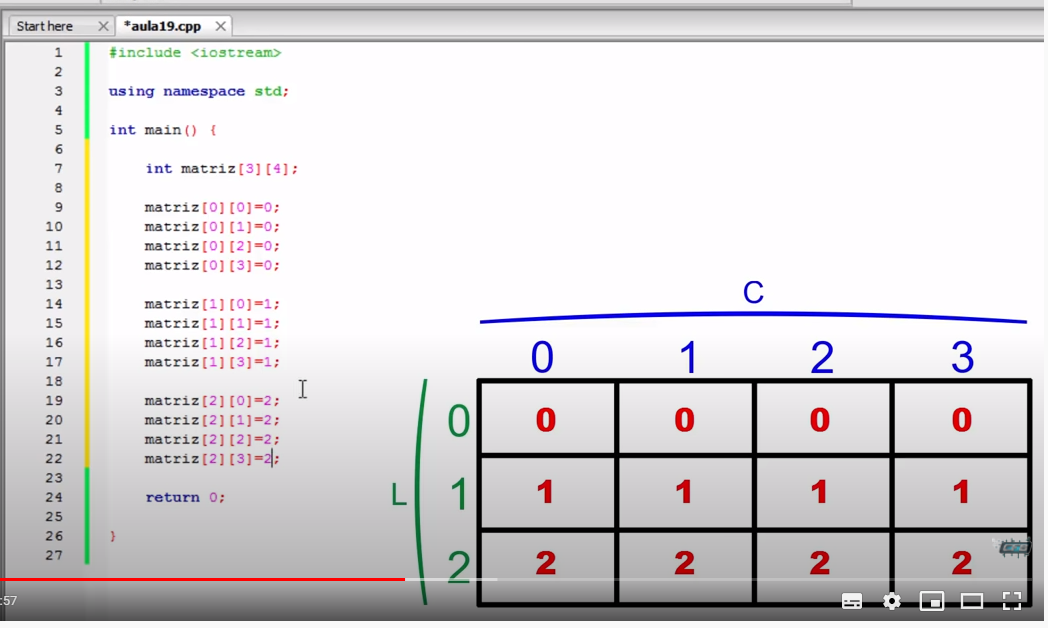 Start here
*aula19.cpp
1 #include <iostream>
2
3 using namespace std;
4
5 int main() {
6
7 int matriz[3][4];
8
9 matriz[0][0]=0;
10 matriz[0][1]=0;
11 matriz[0][2]=0;
12 matriz[0][3]=0;
13
14 matriz[1][0]=1;
15 matriz[1][1]=1;
16 matriz[1][2]=1;
17 matriz[1][3]=1;
18
19 matriz[2][0]=2;
20 matriz[2][1]=2;
21 matriz[2][2]=2;
22 matriz[2][3]=2;
23
24 return 0;
25
26 }
27
C
0 1 2 3
L
0 0 0 0 0
1 1 1 1 1
2 2 2 2 2
:57